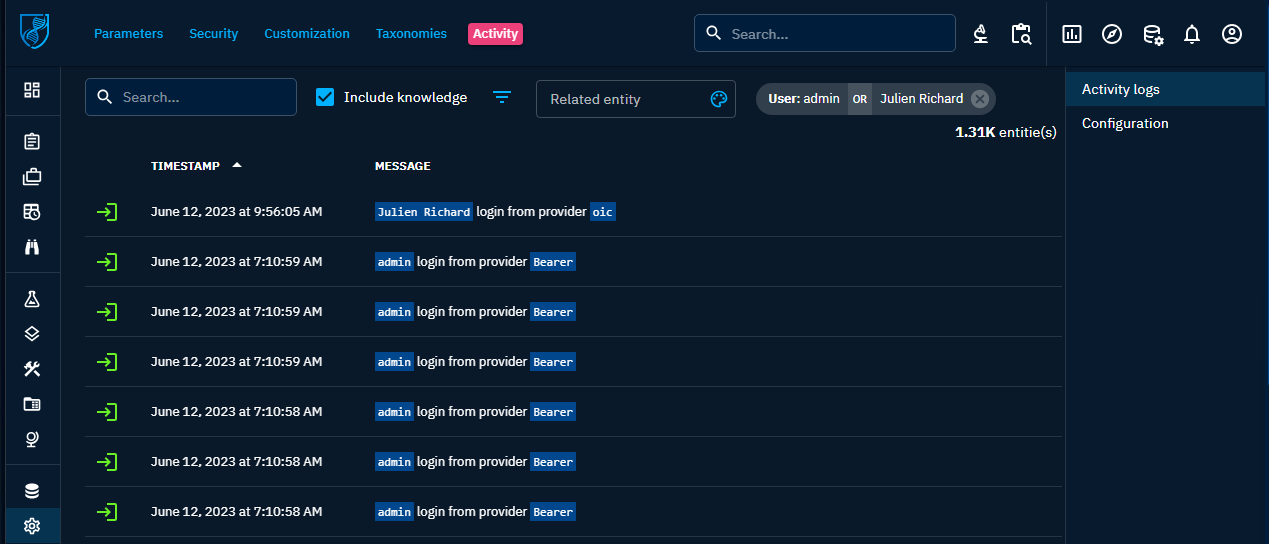 Parameters Security Customization Taxonomies Activity Search...
Search... Include knowledge Related entity User: admin OR Julien Richard
1.31K entitie(s)
Activity logs
Configuration
TIMESTAMP MESSAGE
June 12, 2023 at 9:56:05 AM Julien Richard login from provider oic
June 12, 2023 at 7:10:59 AM admin login from provider Bearer
June 12, 2023 at 7:10:59 AM admin login from provider Bearer
June 12, 2023 at 7:10:59 AM admin login from provider Bearer
June 12, 2023 at 7:10:58 AM admin login from provider Bearer
June 12, 2023 at 7:10:58 AM admin login from provider Bearer
June 12, 2023 at 7:10:58 AM admin login from provider Bearer